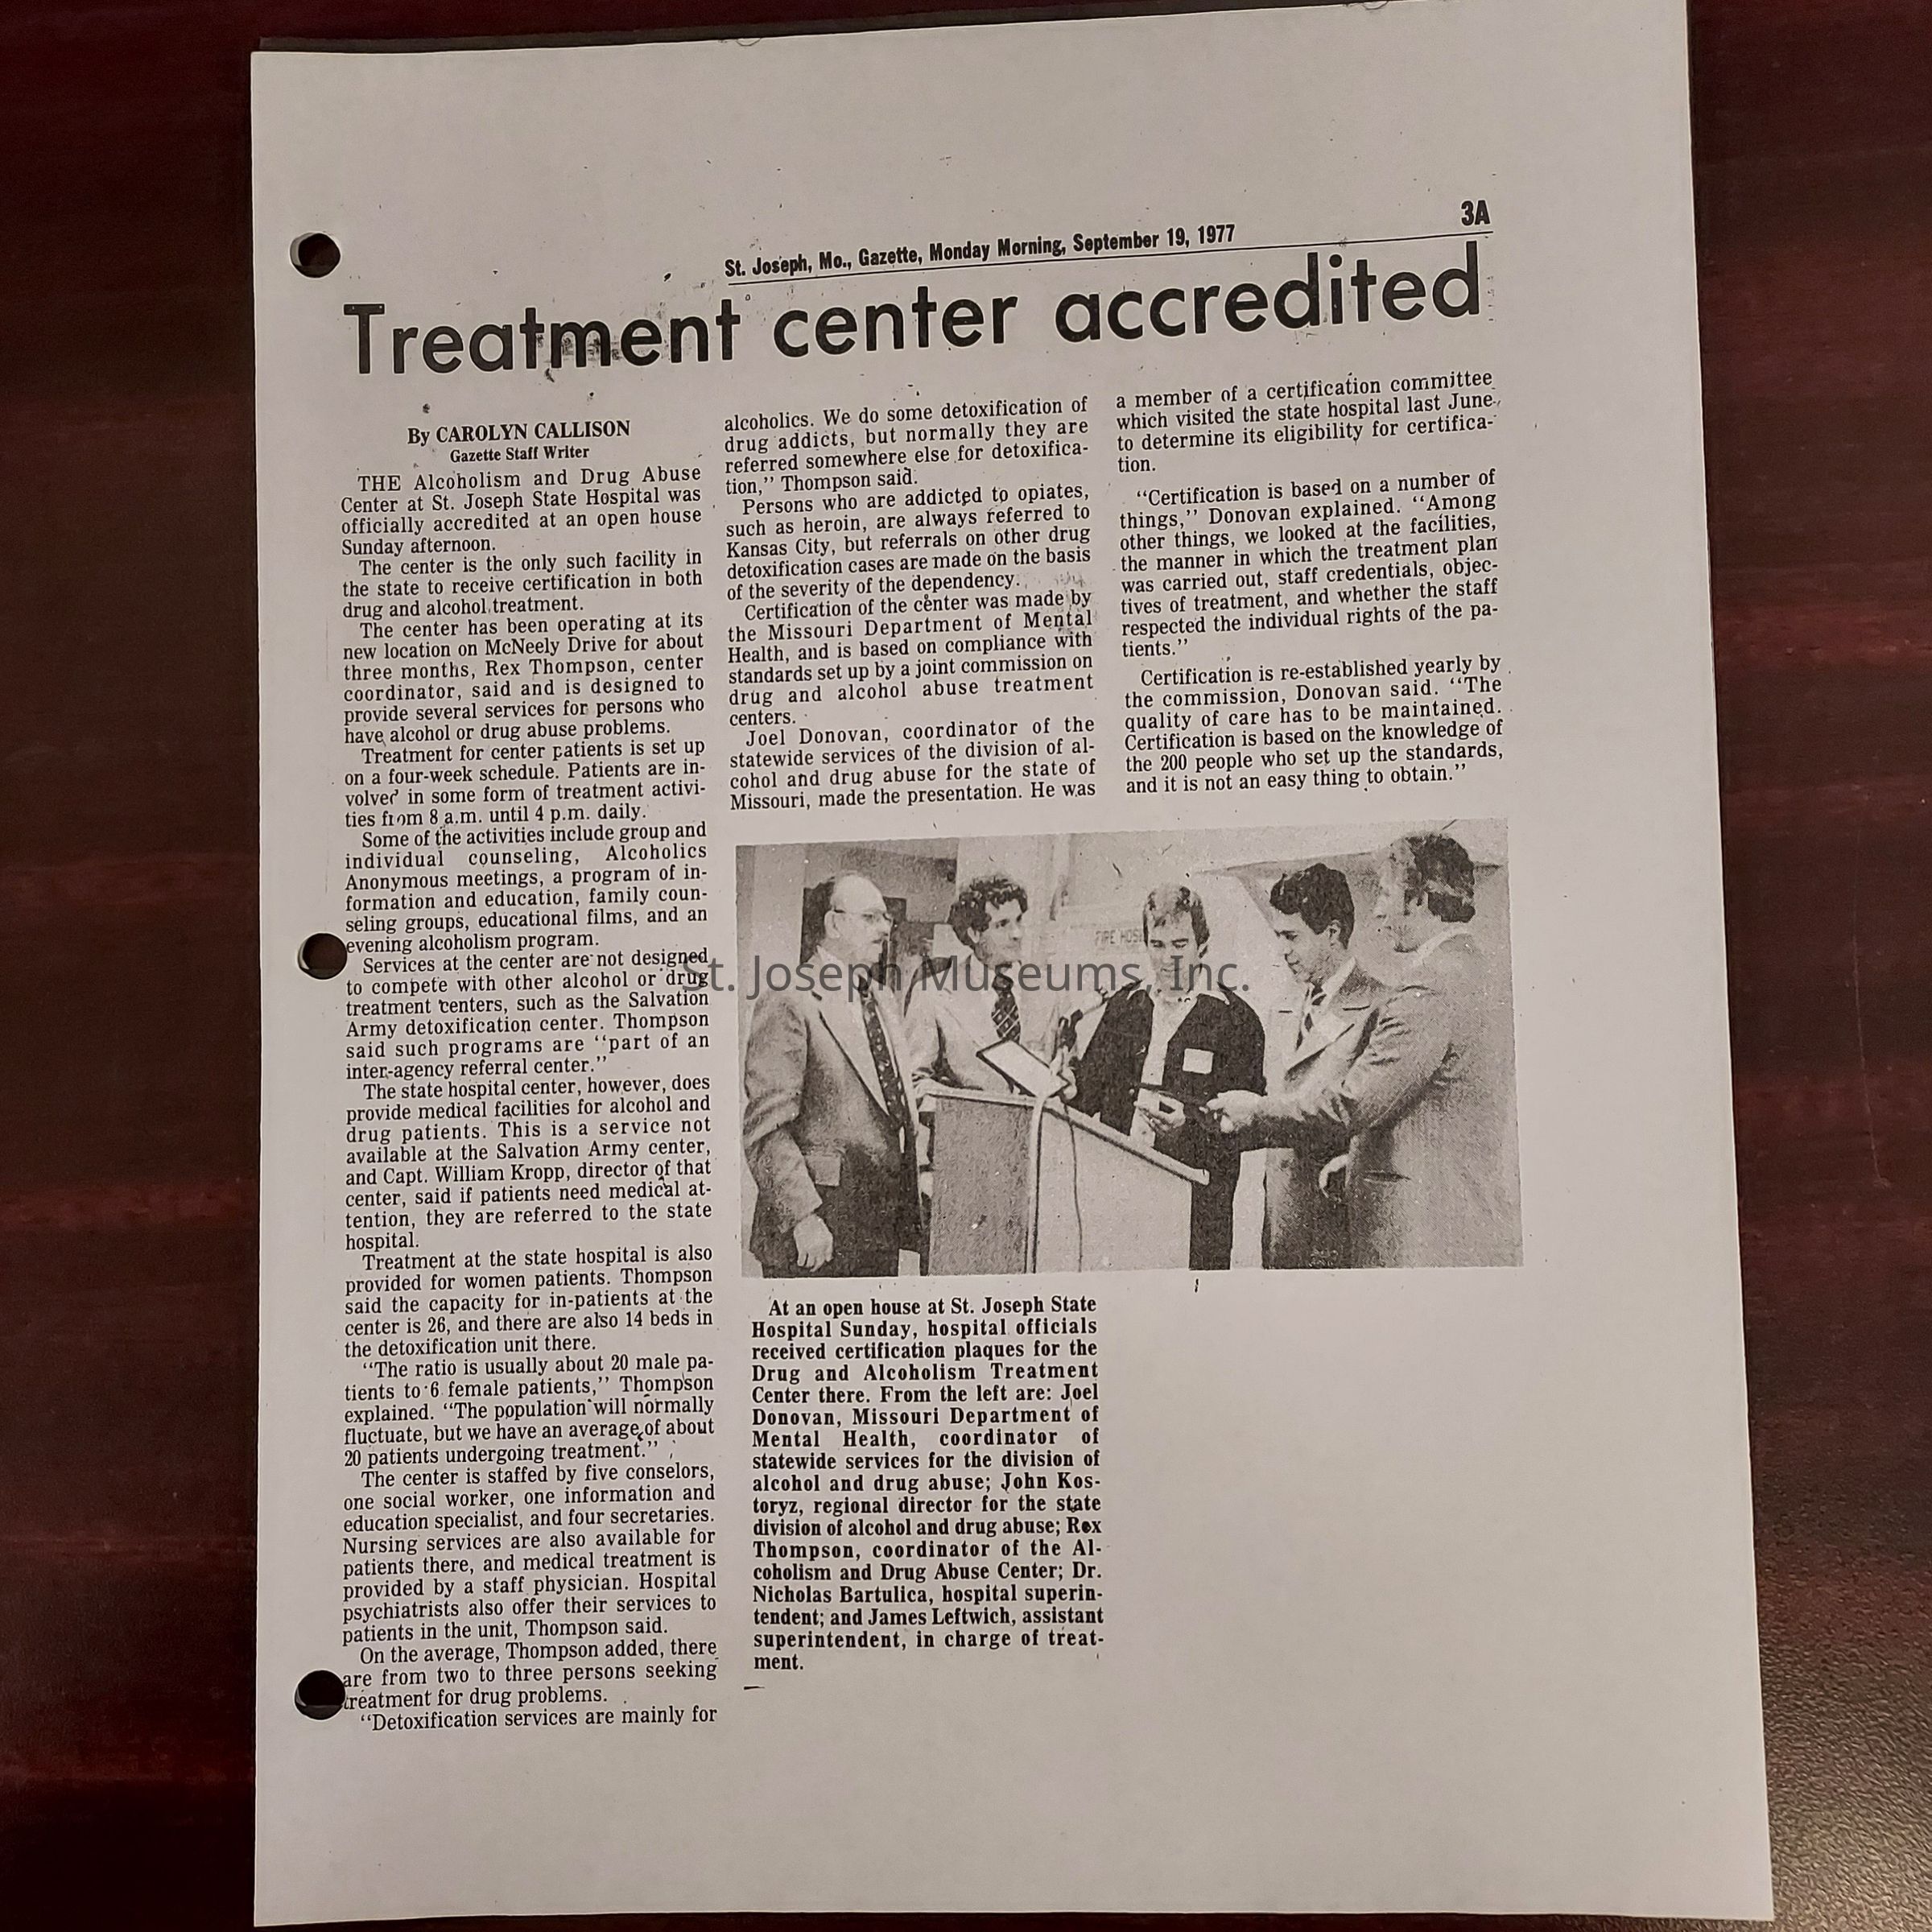 3A
St. Joseph, Mo., Gazette, Monday Morning, September 19, 1977
Treatment center accredited
By CAROLYN CALLISON
Gazette Staff Writer
THE Alcoholism and Drug Abuse
Center at St. Joseph State Hospital was
officially accredited at an open house
Sunday afternoon.
The center is the only such facility in
the state to receive certification in both
drug and alcohol treatment.
The center has been operating at its
new location on McNeely Drive for about
three months, Rex Thompson, center
coordinator, said and is designed to
provide several services for persons who
have alcohol or drug abuse problems.
Treatment for center patients is set up
on a four-week schedule. Patients are in-
volved in some form of treatment activi-
ties from 8 a.m. until 4 p.m. daily.
Some of the activities include group and
individual counseling, Alcoholics
Anonymous meetings, a program of in-
formation and education, family coun-
seling groups, educational films, and an
evening alcoholism program.
Services at the center are not designed
to compete with other alcohol or drug
treatment centers, such as the Salvation
Army detoxification center. Thompson
said such programs are "part of an
inter-agency referral center."
The state hospital center, however, does
provide medical facilities for alcohol and
drug patients. This is a service not
available at the Salvation Army center,
and Capt. William Kropp, director of that
center, said if patients need medical at-
tention, they are referred to the state
hospital.
Treatment at the state hospital is also
provided for women patients. Thompson
said the capacity for in-patients at the
center is 26, and there are also 14 beds in
the detoxification unit there.
"The ratio is usually about 20 male pa-
tients to 6 female patients," Thompson
explained. "The population will normally
fluctuate, but we have an average of about
20 patients undergoing treatment."
The center is staffed by five conselors,
one social worker, one information and
education specialist, and four secretaries.
Nursing services are also available for
patients there, and medical treatment is
provided by a staff physician. Hospital
psychiatrists also offer their services to
patients in the unit, Thompson said.
On the average, Thompson added, there
are from two to three persons seeking
treatment for drug problems.
"Detoxification services are mainly for
alcoholics. We do some detoxification of
drug addicts, but normally they are
referred somewhere else for detoxifica-
tion," Thompson said.
Persons who are addicted to opiates,
such as heroin, are always referred to
Kansas City, but referrals on other drug
detoxification cases are made on the basis
of the severity of the dependency.
Certification of the center was made by
the Missouri Department of Mental
Health, and is based on compliance with
standards set up by a joint commission on
drug and alcohol abuse treatment
centers.
Joel Donovan, coordinator of the
statewide services of the division of al-
cohol and drug abuse for the state of
Missouri, made the presentation. He was
a member of a certification committee
which visited the state hospital last June
to determine its eligibility for certifica-
tion.
"Certification is based on a number of
things," Donovan explained. "Among
other things, we looked at the facilities,
the manner in which the treatment plan
was carried out, staff credentials, objec-
tives of treatment, and whether the staff
respected the individual rights of the pa-
tients."
Certification is re-established yearly by
the commission, Donovan said. "The
quality of care has to be maintained.
Certification is based on the knowledge of
the 200 people who set up the standards,
and it is not an easy thing to obtain."
FIRE HOSE
St. Joseph Museums, Inc.
At an open house at St. Joseph State
Hospital Sunday, hospital officials
received certification plaques for the
Drug and Alcoholism Treatment
Center there. From the left are: Joel
Donovan, Missouri Department of
Mental Health, coordinator of
statewide services for the division of
alcohol and drug abuse; John Kos-
toryz, regional director for the state
division of alcohol and drug abuse; Rex
Thompson, coordinator of the Al-
coholism and Drug Abuse Center; Dr.
Nicholas Bartulica, hospital superin-
tendent; and James Leftwich, assistant
superintendent, in charge of treat-
ment.